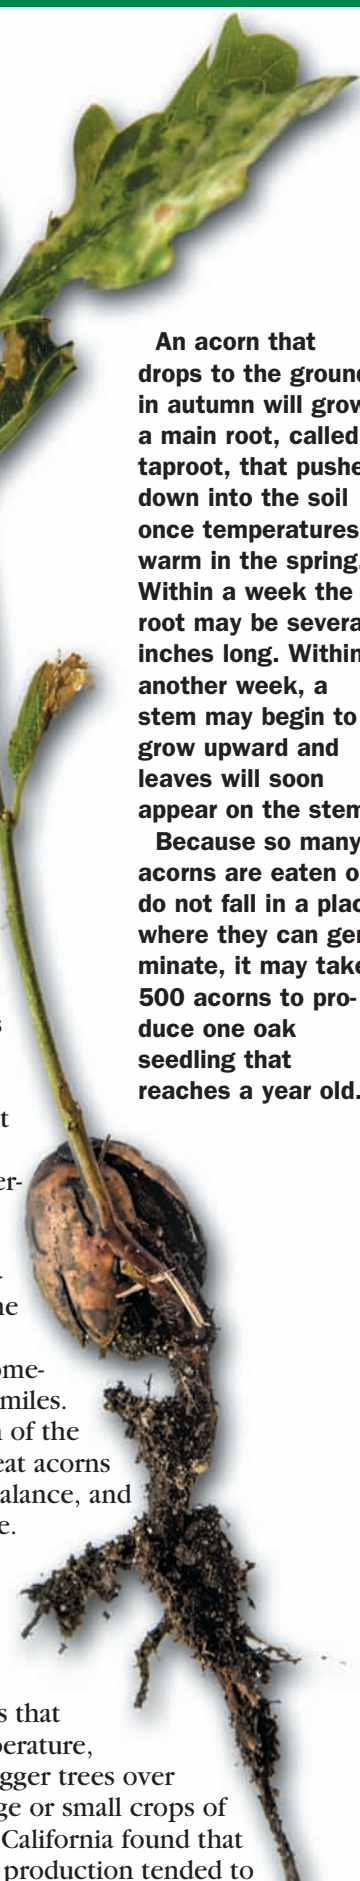 An acorn that
drops to the ground
in autumn will grow
a main root, called
taproot, that pushe
down into the soil
once temperatures
warm in the spring.
Within a week the
root may be severa
inches long. Within
another week, a
stem may begin to
grow upward and
leaves will soon
appear on the stem
Because so many
acorns are eaten o
do not fall in a plac
where they can ger
minate, it may take
500 acorns to pro-
duce one oak
seedling that
reaches a year old.
s
t
er-
-
ne
ome-
miles.
of the
eat acorns
alance, and
e.
s that
perature,
gger trees over
ge or small crops of
California found that
production tended to